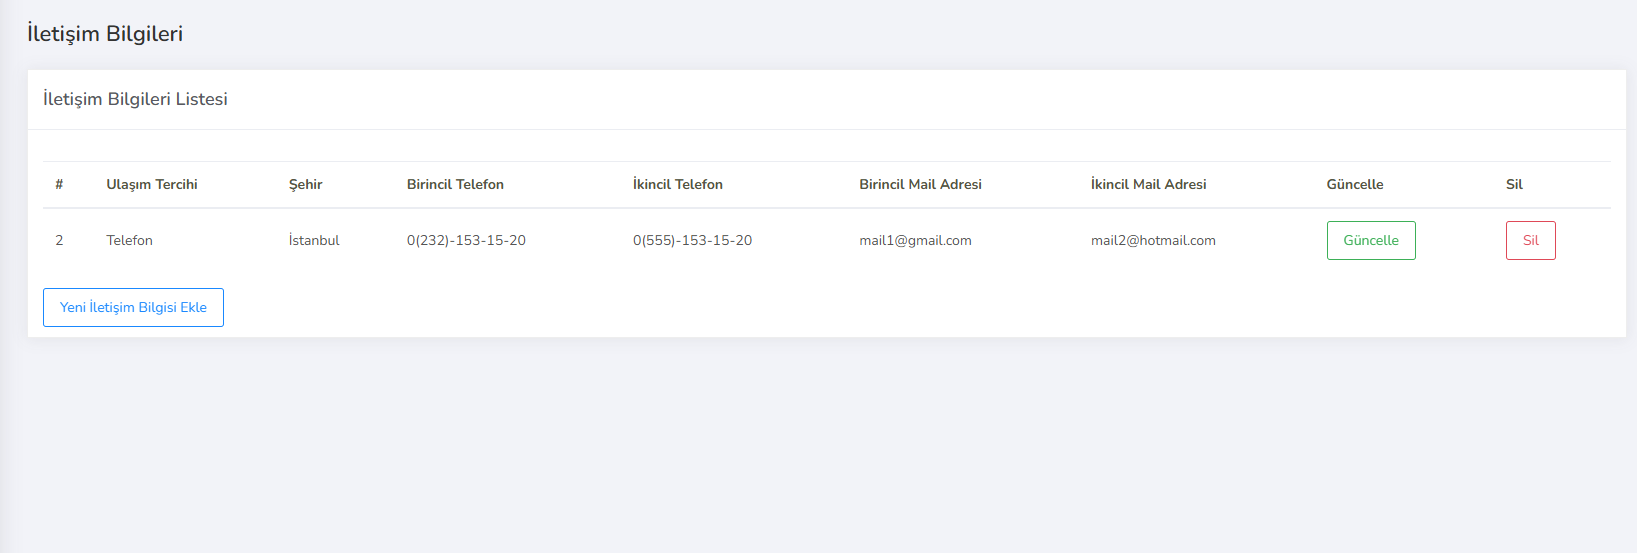 İletişim Bilgileri
İletişim Bilgileri Listesi
# Ulaşım Tercihi Şehir Birincil Telefon İkincil Telefon Birincil Mail Adresi İkincil Mail Adresi Güncelle Sil
2 Telefon İstanbul 0(232)-153-15-20 0(555)-153-15-20 mail1@gmail.com mail2@hotmail.com Güncelle Sil
Yeni İletişim Bilgisi Ekle